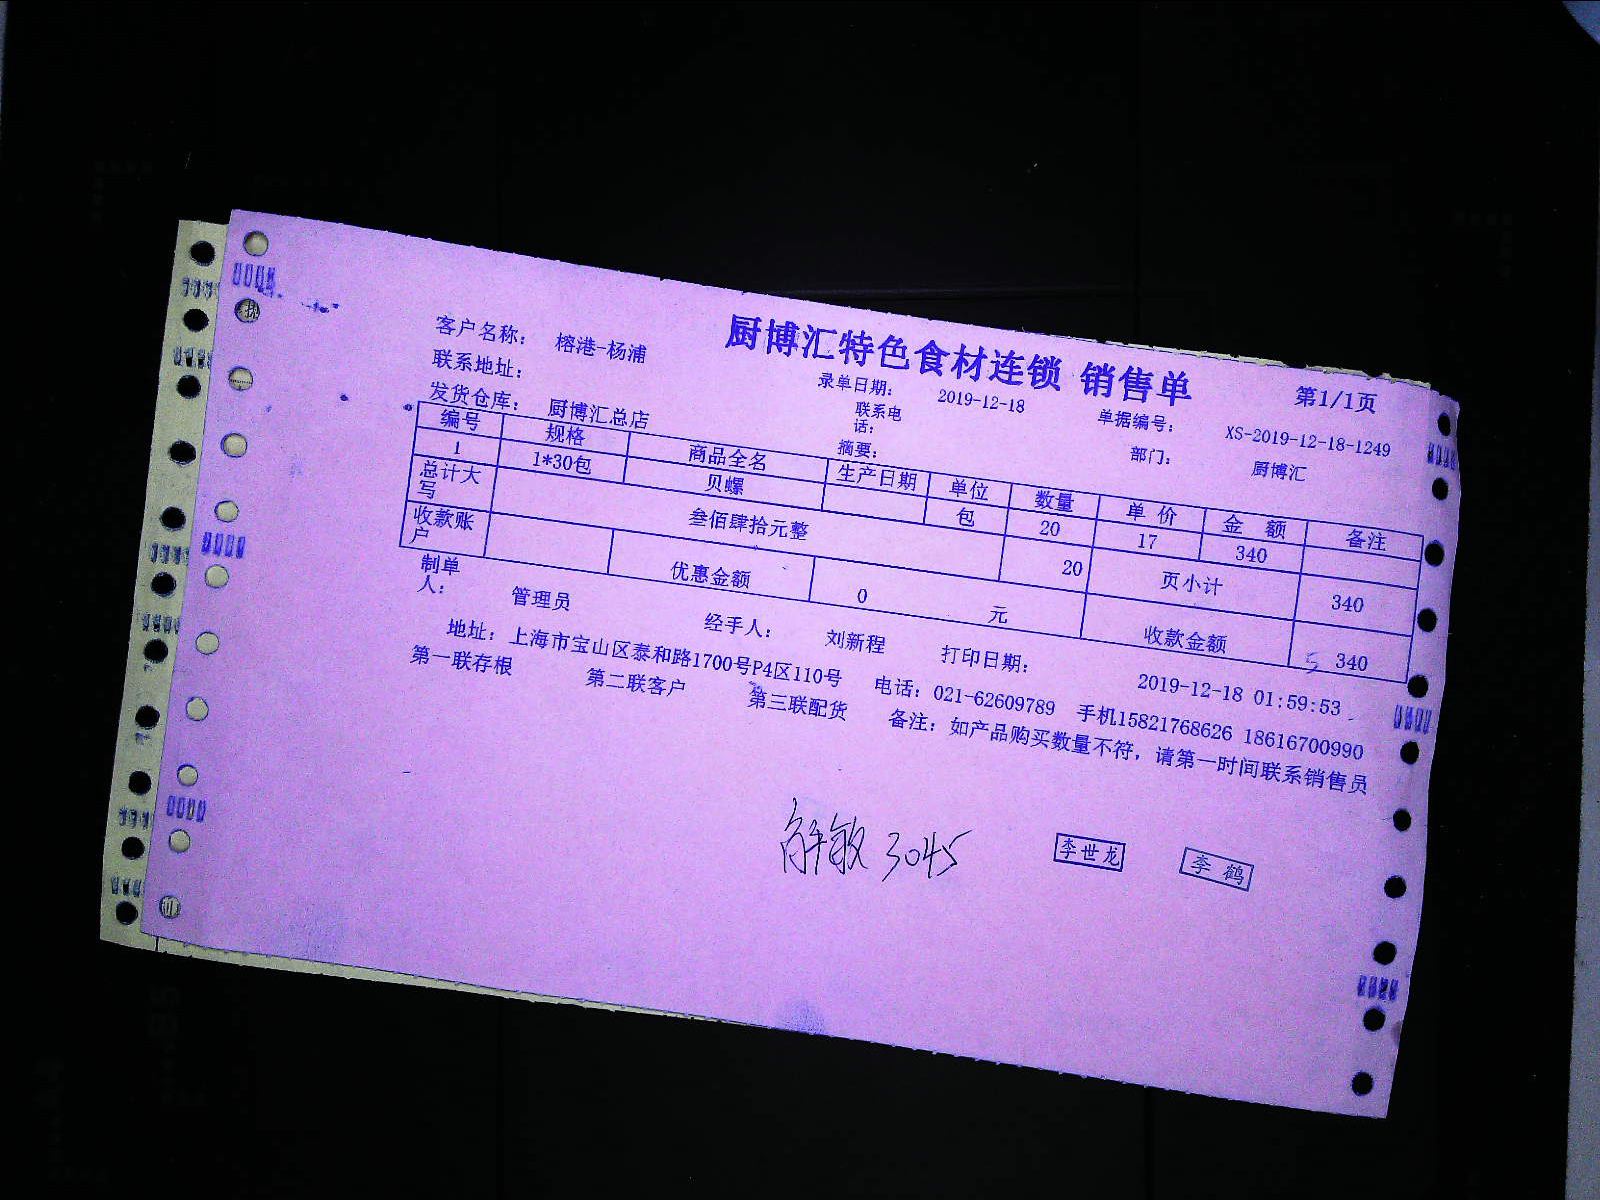 厨博汇特色食材连锁 销售单
第1/1页
客户名称： 榕港-杨浦 录单日期： 2019-12-18 单据编号： XS-2019-12-18-1249
联系地址： 联系电话： 部门： 厨博汇
发货仓库： 厨博汇总店 摘要：
编号 规格 商品全名 生产日期 单位 数量 单 价 金 额 备注
1 1*30包 贝螺 包 20 17 340
总计大写 叁佰肆拾元整 20 页小计 340
收款账户 优惠金额 0 元 收款金额 340
制单人： 管理员 经手人： 刘新程 打印日期： 2019-12-18 01:59:53
地址：上海市宝山区泰和路1700号P4区110号 电话：021-62609789 手机15821768626 18616700990
第一联存根 第二联客户 第三联配货 备注：如产品购买数量不符，请第一时间联系销售员
解敏 3045
李世龙
李 鹤